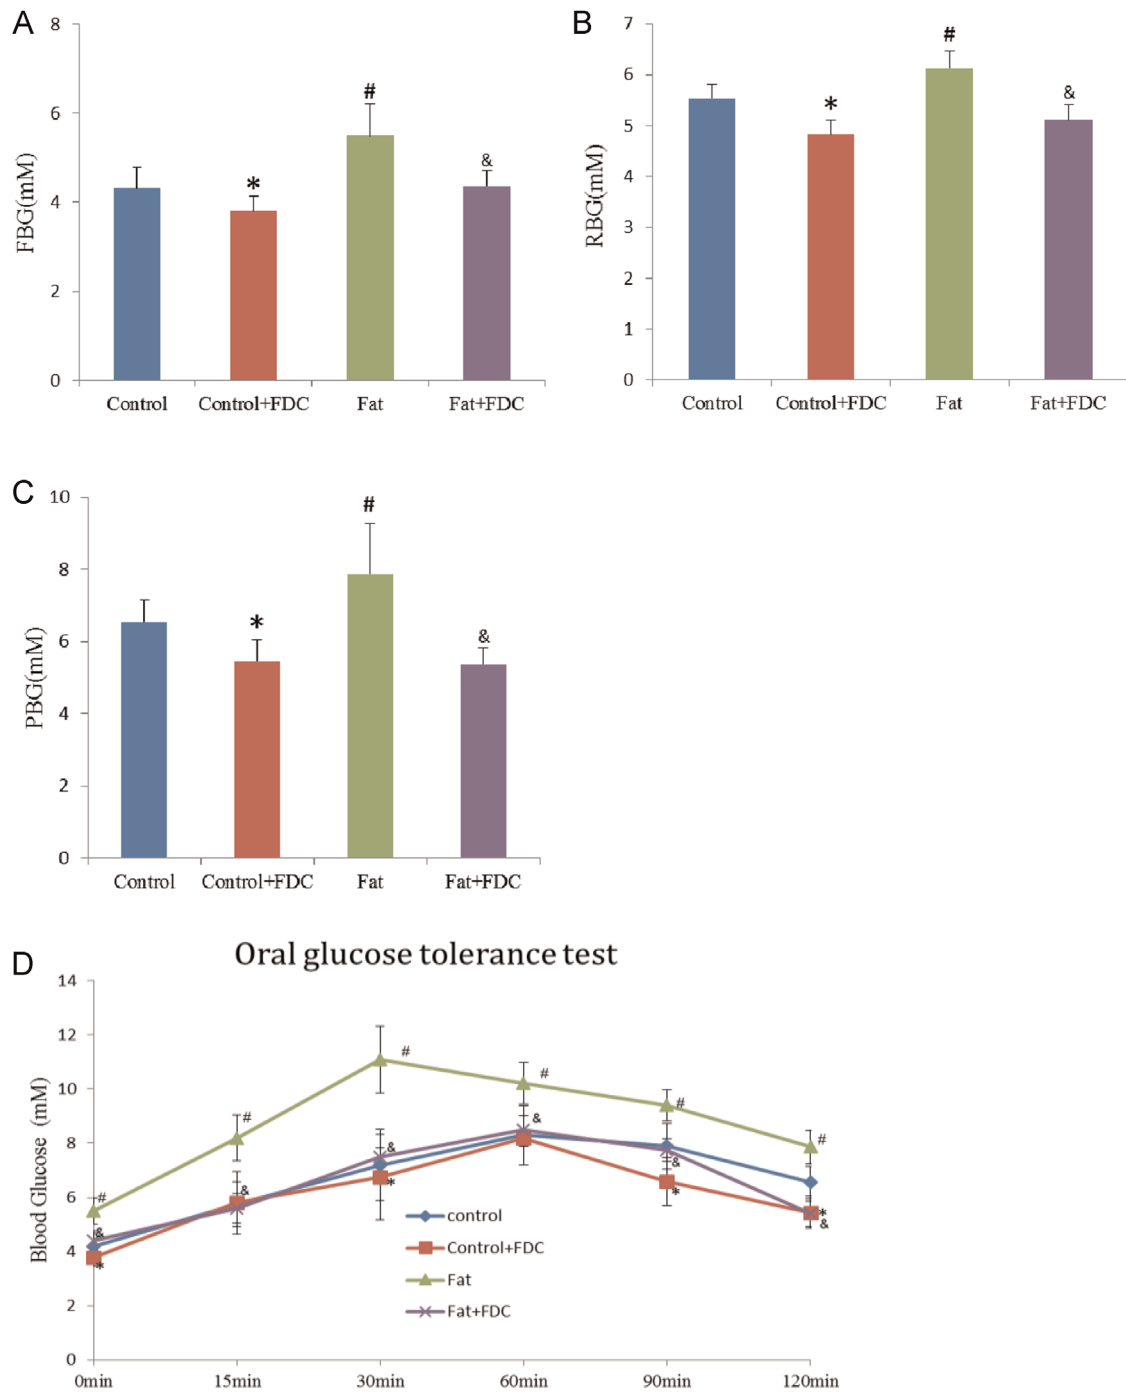 A
FBG(mM)
8
6
4
2
0
*
#
&
Control Control+FDC Fat Fat+FDC
B
RBG(mM)
7
6
5
4
3
2
1
0
*
#
&
Control Control+FDC Fat Fat+FDC
C
PBG(mM)
10
8
6
4
2
0
*
#
&
Control Control+FDC Fat Fat+FDC
D
Oral glucose tolerance test
Blood Glucose (mM)
14
12
10
8
6
4
2
0
# # # # # #
& & & & & &
* * * *
control
Control+FDC
Fat
Fat+FDC
0min 15min 30min 60min 90min 120min